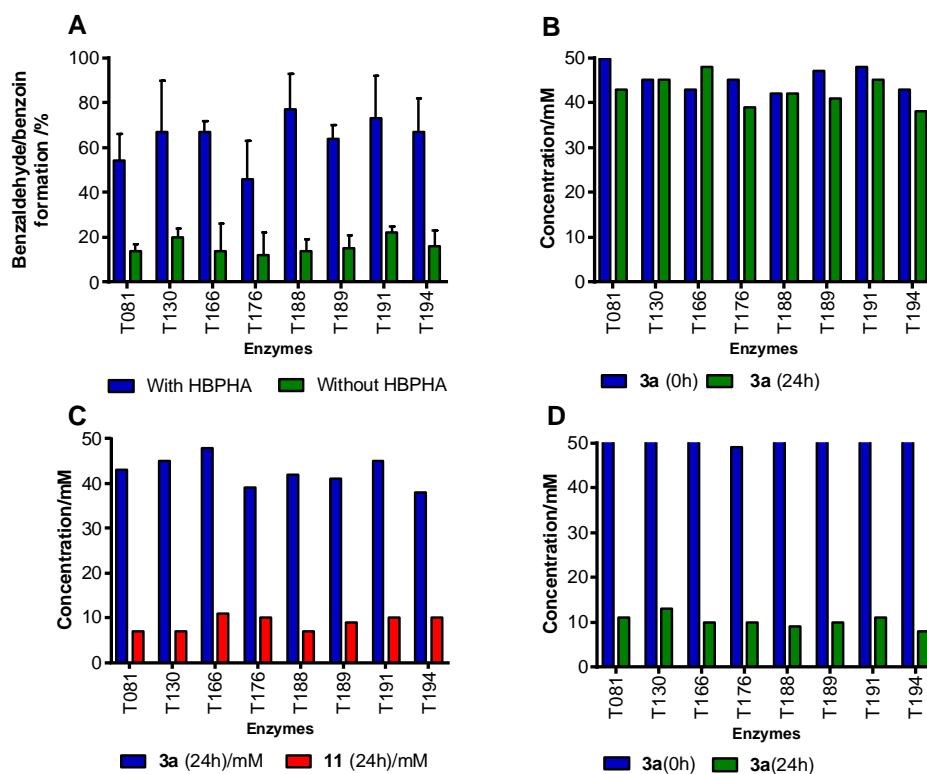 A
Benzaldehyde/benzoin
formation /%
100
80
60
40
20
0
T081
T130
T166
T176
T188
T189
T191
T194
Enzymes
With HBPHA
Without HBPHA
B
Concentration/mM
50
40
30
20
10
0
T081
T130
T166
T176
T188
T189
T191
T194
Enzymes
3a (0h)
3a (24h)
C
Concentration/mM
50
40
30
20
10
0
T081
T130
T166
T176
T188
T189
T191
T194
Enzymes
3a (24h)/mM
11 (24h)/mM
D
Concentration/mM
50
40
30
20
10
0
T081
T130
T166
T176
T188
T189
T191
T194
Enzymes
3a(0h)
3a(24h)